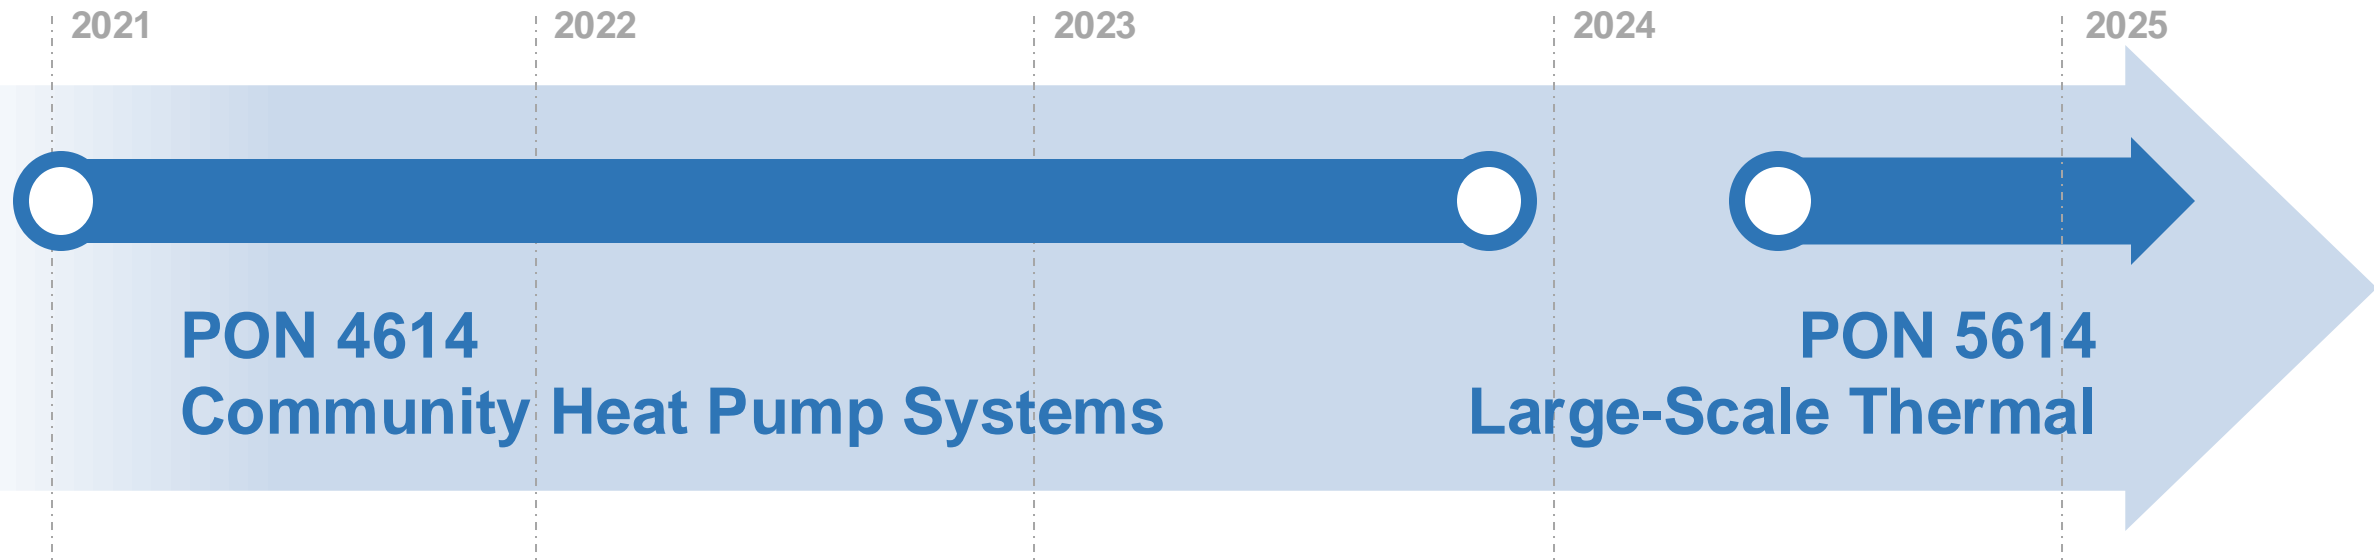 2021 2022 2023 2024 2025
PON 4614
Community Heat Pump Systems
PON 5614
Large-Scale Thermal